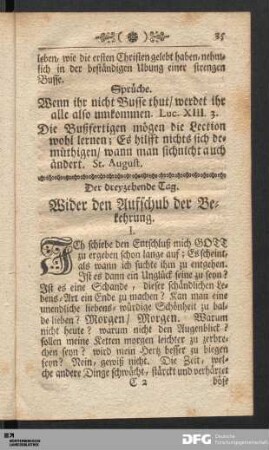 35
leben, wie die ersten Christen gelebt haben, nehm-
lich in der beständigen Ubung einer strengen
Busse.
Sprüche.
Wenn ihr nicht Busse thut/ werdet ihr
alle also umkommen. Luc. XIII. 3.
Die Bußfertigen mögen die Lection
wohl lernen; Es hilfft nichts sich de-
müthigen/ wann man sich nicht auch
ändert. St. August.
Der dreyzehende Tag.
Wider den Aufschub der Be-
kehrung.
I.
ICh schiebe den Entschluß mich GOTT
zu ergeben schon lange auf; Es scheint
als wann ich fürchte ihm zu entgehen.
Ist es dann ein Unglück seine zu seyn?
Ist es eine Schande, dieser schändlichen Le-
bens-Art ein Ende zu machen? Kan man eine
unendliche liebens-würdige Schönheit zu bal-
de lieben? Morgen/ Morgen. Warum
nicht heute? warum nicht den Augenblick?
sollen meine Ketten morgen leichter zu zerbre-
chen seyn? wird mein Hertz besser zu biegen
seyn? Nein, gewiß nicht. Die Zeit, wel-
che andere Dinge schwächt, stärckt und verhärtet
C 2
böse
DFG
Deutsche
Forschungsgemeinschaft